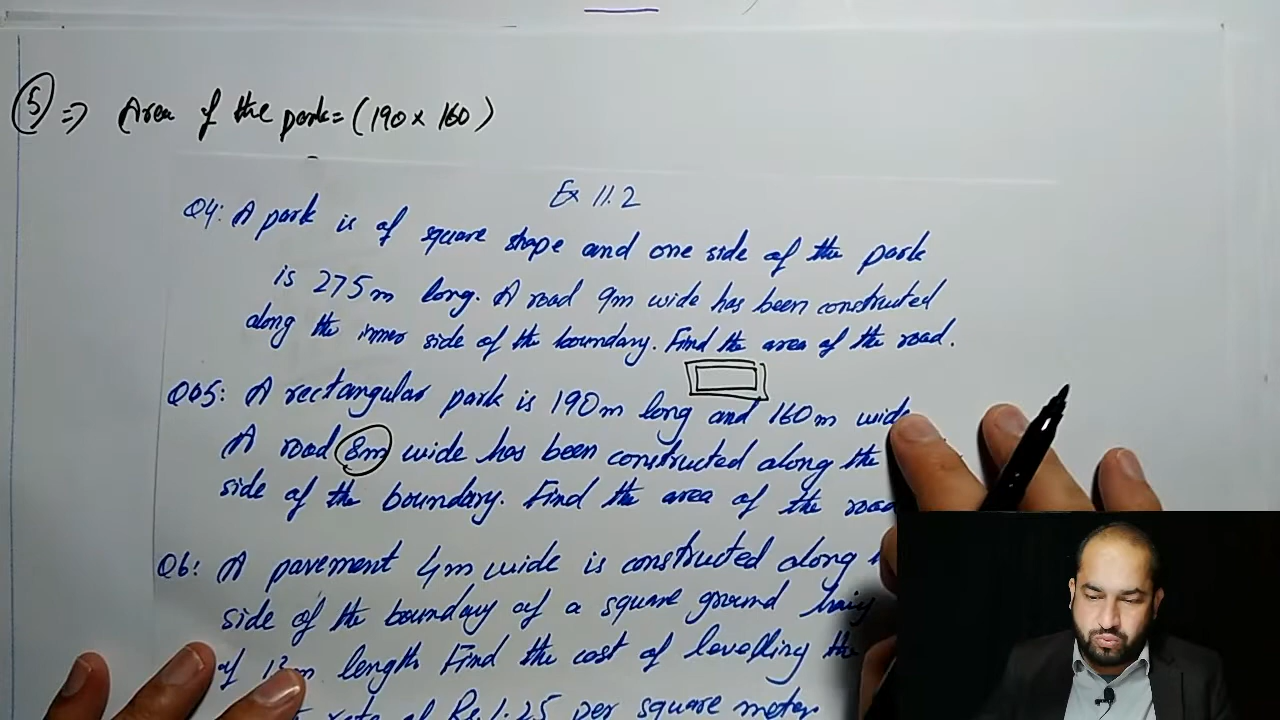 5 => Area of the park = (190 × 160)
Ex 11.2
Q4: A park is of square shape and one side of the park
is 275m long. A road 9m wide has been constructed
along the inner side of the boundary. Find the area of the road.
Q05: A rectangular park is 190m long and 160m wide
A road 8m wide has been constructed along the
side of the boundary. Find the area of the road
Q6: A pavement 4m wide is constructed along
side of the boundary of a square ground
of length Find the cost of levelling the
of Rs. 1.25 per square meter